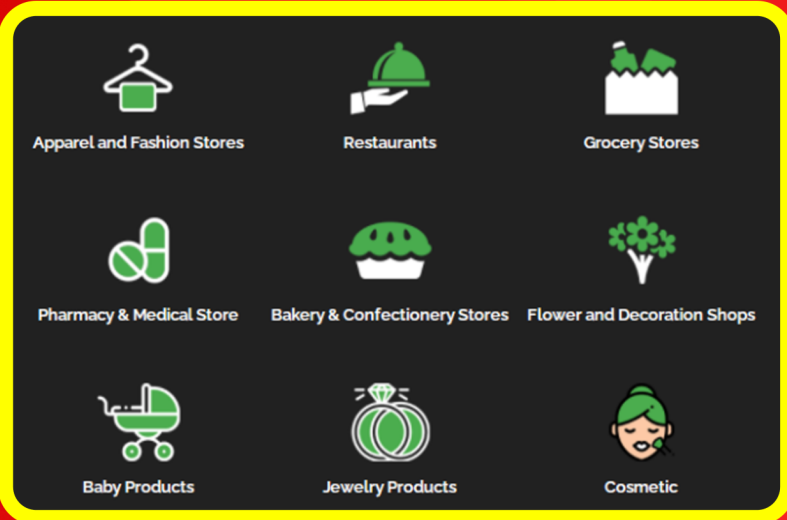 Apparel and Fashion Stores
Restaurants
Grocery Stores
Pharmacy & Medical Store
Bakery & Confectionery Stores
Flower and Decoration Shops
Baby Products
Jewelry Products
Cosmetic